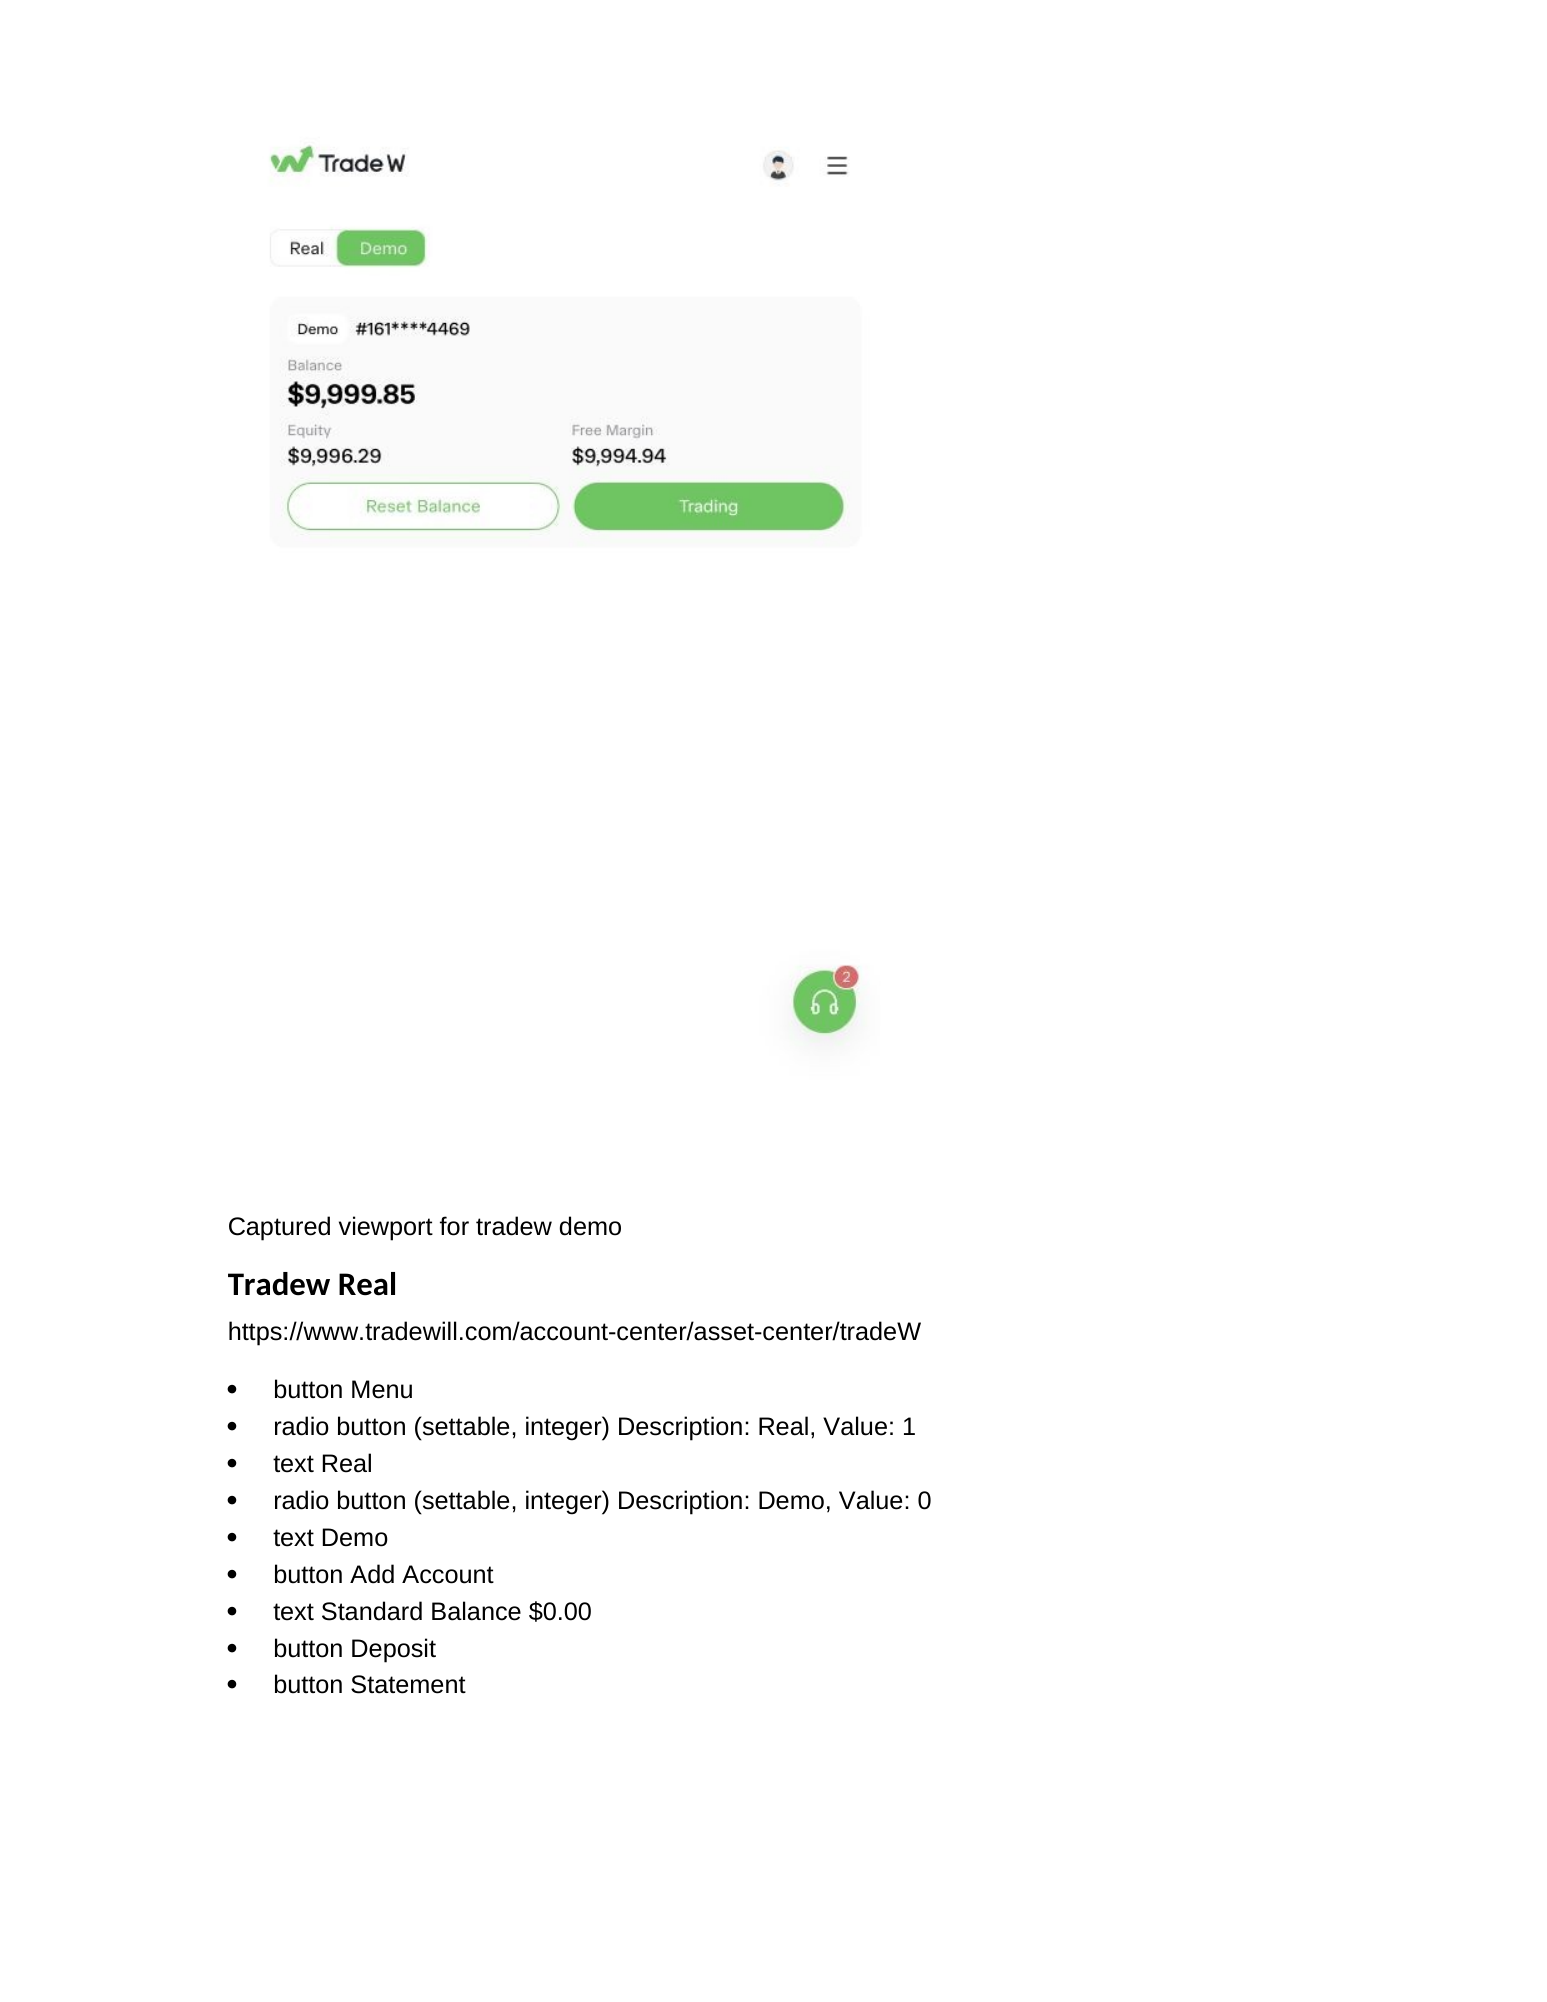 Trade W
Real Demo
Demo #161****4469
Balance
$9,999.85
Equity Free Margin
$9,996.29 $9,994.94
Reset Balance Trading
2
Captured viewport for tradew demo
Tradew Real
https://www.tradewill.com/account-center/asset-center/tradeW
• button Menu
• radio button (settable, integer) Description: Real, Value: 1
• text Real
• radio button (settable, integer) Description: Demo, Value: 0
• text Demo
• button Add Account
• text Standard Balance $0.00
• button Deposit
• button Statement